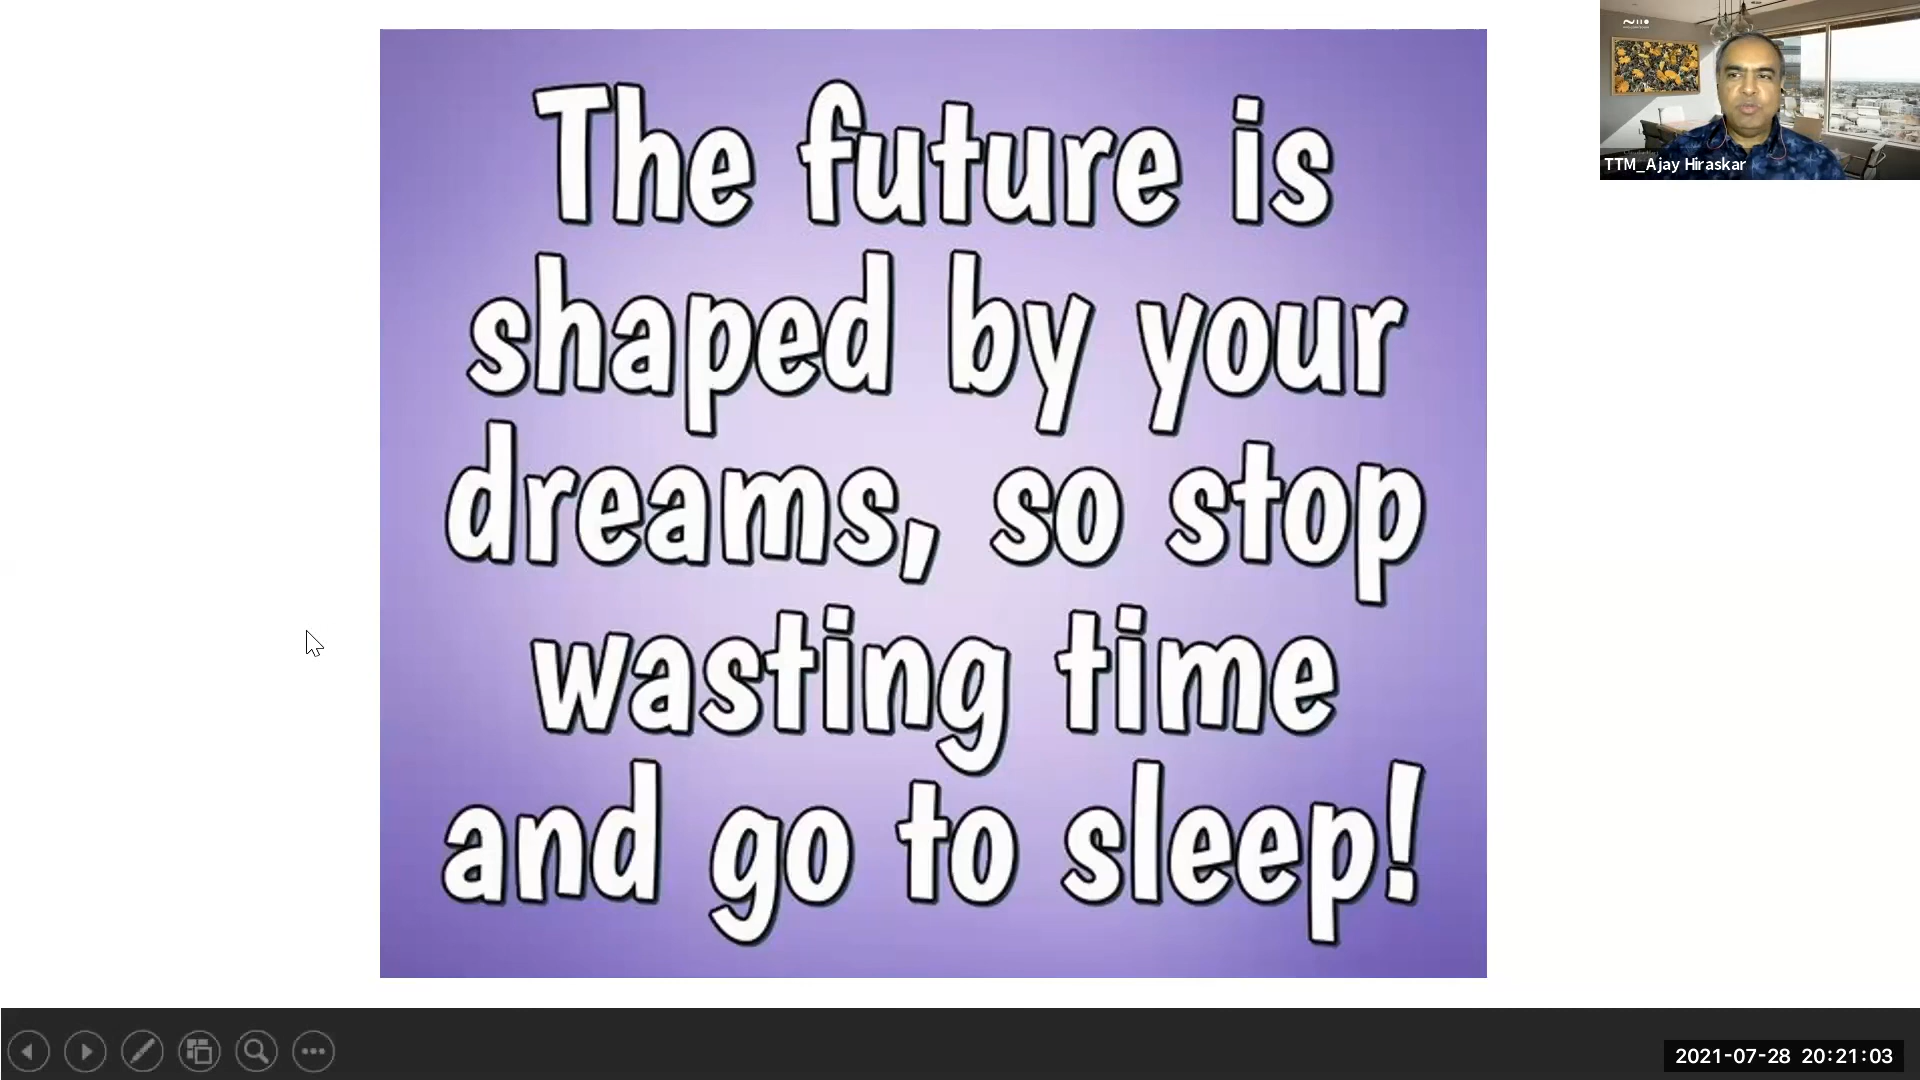 The future is
shaped by your
dreams, so stop
wasting time
and go to sleep!
TTM_Ajay Hiraskar
2021-07-28 20:21:03